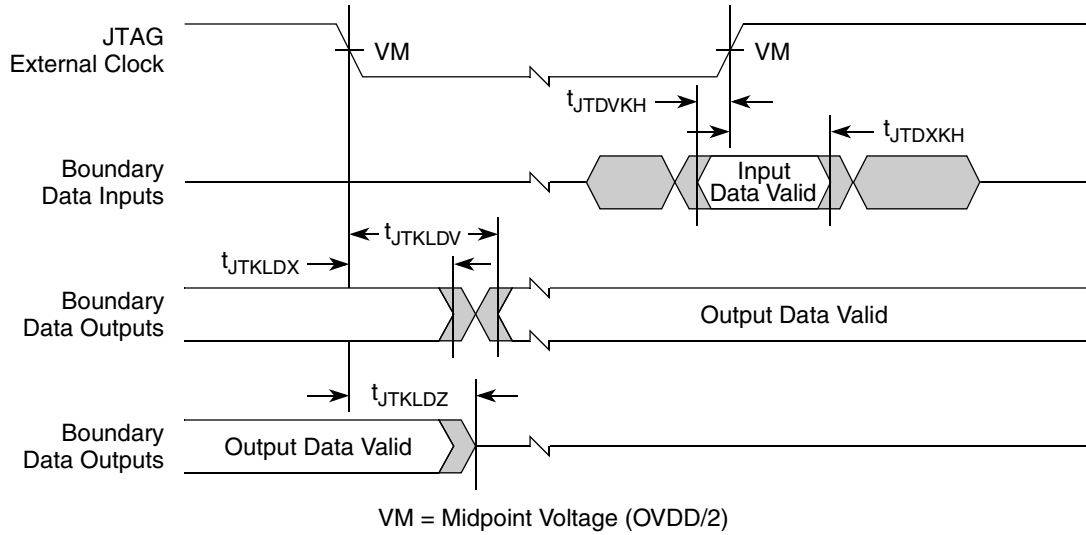 JTAG
External Clock
VM
VM
tJTDVKH
tJTDXKH
Boundary
Data Inputs
Input
Data Valid
tJTKLDV
tJTKLDX
Boundary
Data Outputs
Output Data Valid
tJTKLDZ
Boundary
Data Outputs
Output Data Valid
VM = Midpoint Voltage (OVDD/2)